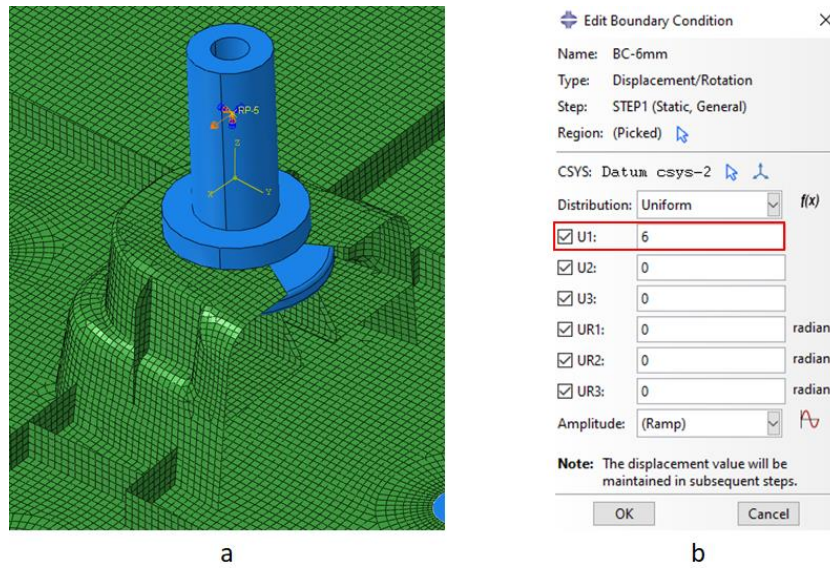 RP-5
Z
X
Y
a
Edit Boundary Condition
Name: BC-6mm
Type: Displacement/Rotation
Step: STEP1 (Static, General)
Region: (Picked)
CSYS: Datum csys-2
Distribution: Uniform f(x)
U1: 6
U2: 0
U3: 0
UR1: 0 radian
UR2: 0 radian
UR3: 0 radian
Amplitude: (Ramp)
Note: The displacement value will be
maintained in subsequent steps.
OK Cancel
b